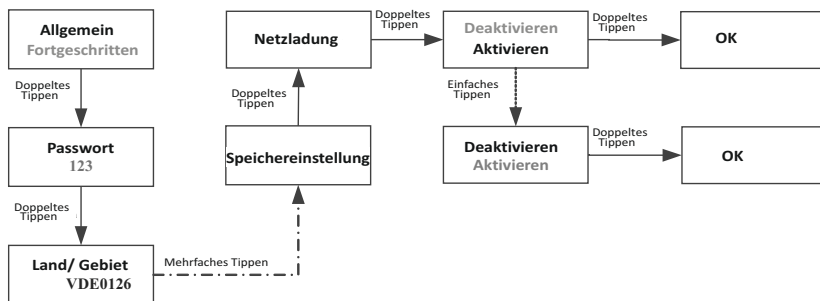 Allgemein
Fortgeschritten
Doppeltes
Tippen
Passwort
123
Doppeltes
Tippen
Land/ Gebiet
VDE0126
Mehrfaches Tippen
Speichereinstellung
Doppeltes
Tippen
Netzladung
Doppeltes
Tippen
Deaktivieren
Aktivieren
Doppeltes
Tippen
OK
Einfaches
Tippen
Deaktivieren
Aktivieren
Doppeltes
Tippen
OK